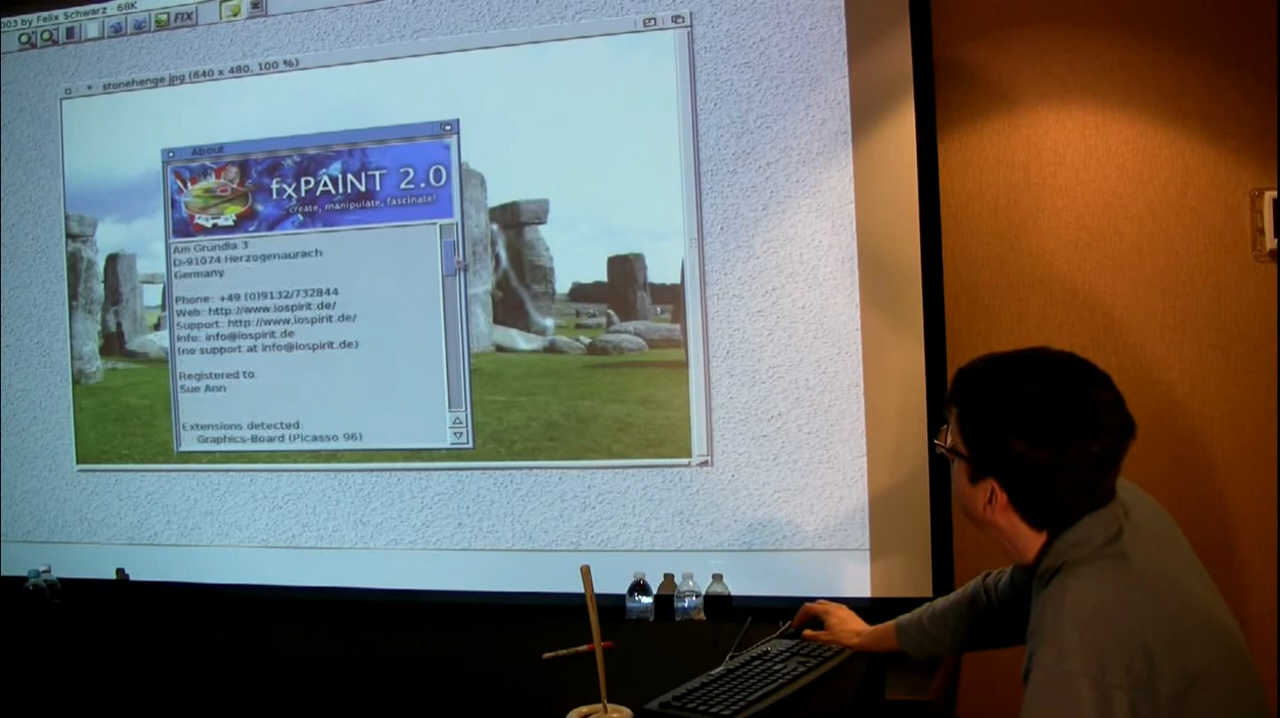 003 by Felix Schwarz - 68K
FIX
stonehenge.jpg (640 x 480, 100 %)
About
fxPAINT 2.0
create, manipulate, fascinate!
Am Grundla 3
D-91074 Herzogenaurach
Germany
Phone: +49 (0)9132/732844
Web: http://www.iospirit.de/
Support: http://www.iospirit.de/
Info: info@iospirit.de
(no support at info@iospirit.de)
Registered to
Sue Ann
Extensions detected:
Graphics-Board (Picasso 96)